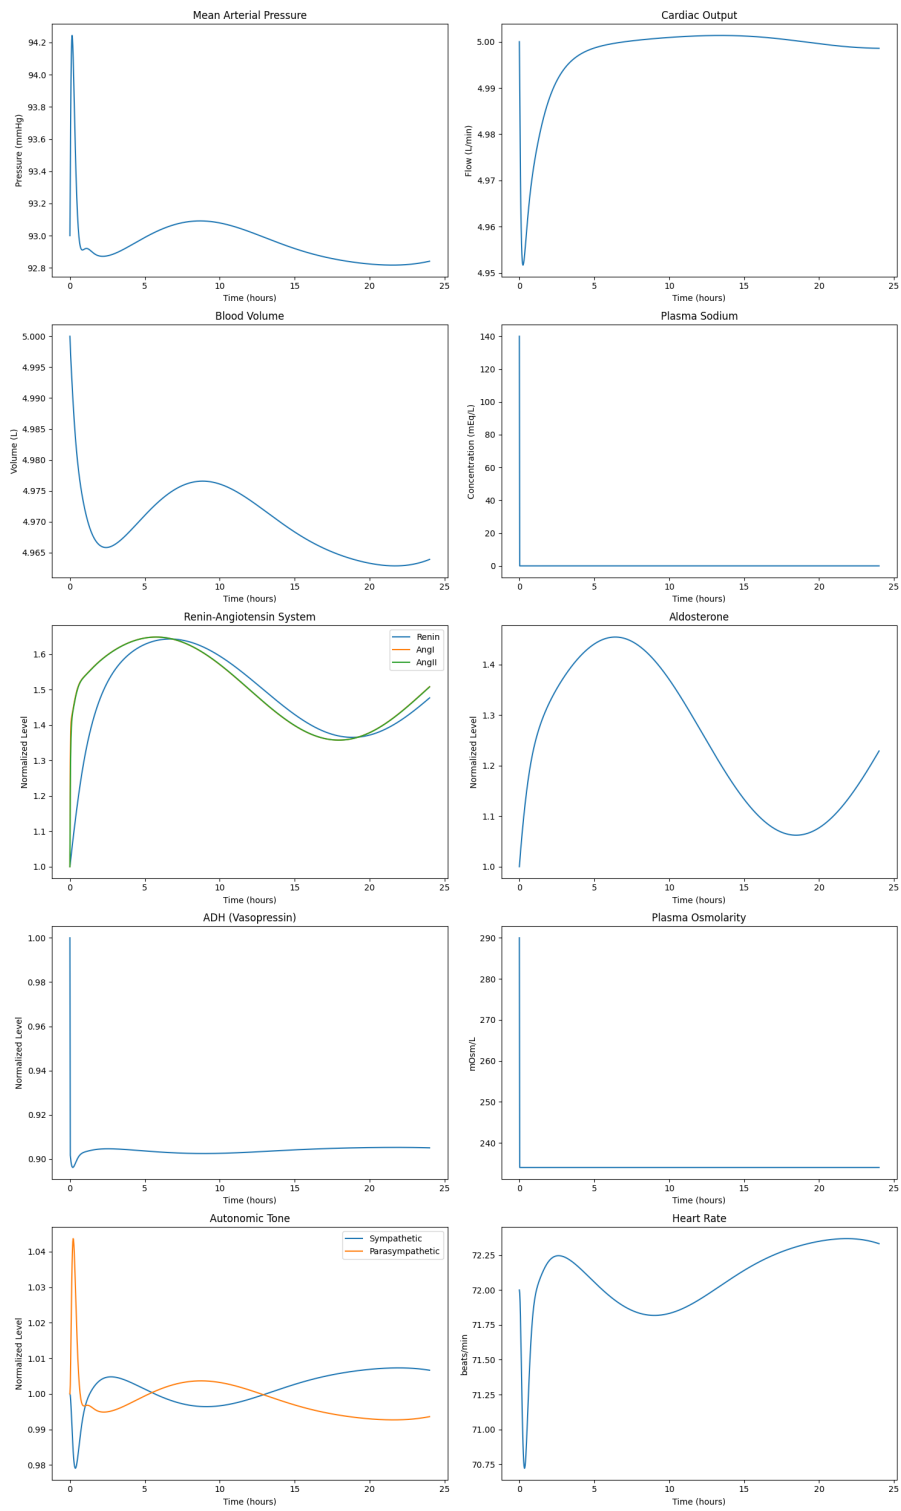 Mean Arterial Pressure
Pressure (mmHg)
94.2
94.0
93.8
93.6
93.4
93.2
93.0
92.8
0 5 10 15 20 25
Time (hours)
Cardiac Output
Flow (L/min)
5.00
4.99
4.98
4.97
4.96
4.95
0 5 10 15 20 25
Time (hours)
Blood Volume
Volume (L)
5.000
4.995
4.990
4.985
4.980
4.975
4.970
4.965
0 5 10 15 20 25
Time (hours)
Plasma Sodium
Concentration (mEq/L)
140
120
100
80
60
40
20
0
0 5 10 15 20 25
Time (hours)
Renin-Angiotensin System
Normalized Level
1.6
1.5
1.4
1.3
1.2
1.1
1.0
Renin
AngI
AngII
0 5 10 15 20 25
Time (hours)
Aldosterone
Normalized Level
1.4
1.3
1.2
1.1
1.0
0 5 10 15 20 25
Time (hours)
ADH (Vasopressin)
Normalized Level
1.00
0.98
0.96
0.94
0.92
0.90
0 5 10 15 20 25
Time (hours)
Plasma Osmolarity
mOsm/L
290
280
270
260
250
240
0 5 10 15 20 25
Time (hours)
Autonomic Tone
Normalized Level
1.04
1.03
1.02
1.01
1.00
0.99
0.98
Sympathetic
Parasympathetic
0 5 10 15 20 25
Time (hours)
Heart Rate
beats/min
72.25
72.00
71.75
71.50
71.25
71.00
70.75
0 5 10 15 20 25
Time (hours)